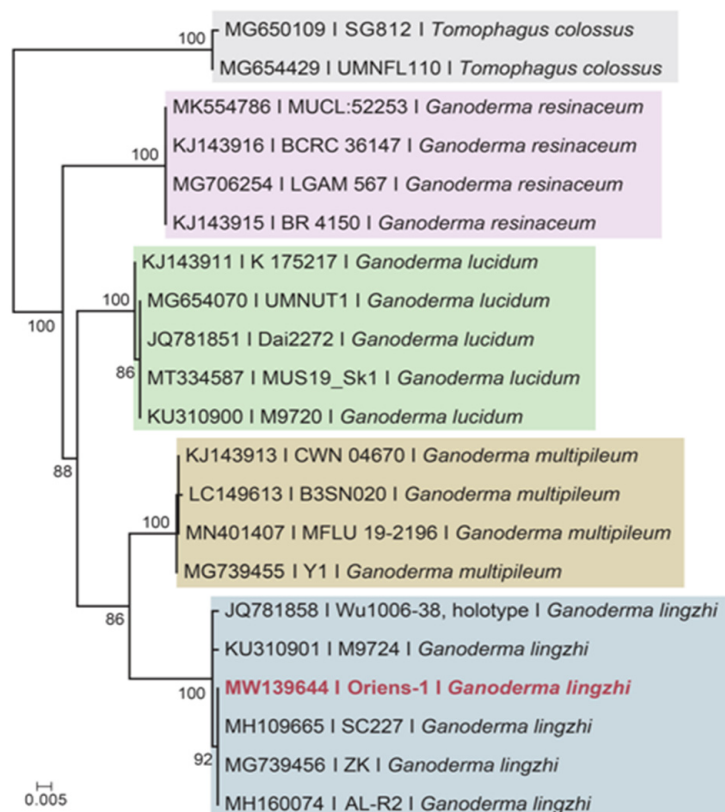 100
MG650109 I SG812 I Tomophagus colossus
MG654429 I UMNFL110 I Tomophagus colossus
MK554786 I MUCL:52253 I Ganoderma resinaceum
100
KJ143916 I BCRC 36147 I Ganoderma resinaceum
MG706254 I LGAM 567 I Ganoderma resinaceum
KJ143915 I BR 4150 I Ganoderma resinaceum
KJ143911 I K 175217 I Ganoderma lucidum
100
MG654070 I UMNUT1 I Ganoderma lucidum
100
JQ781851 I Dai2272 I Ganoderma lucidum
86
MT334587 I MUS19_Sk1 I Ganoderma lucidum
KU310900 I M9720 I Ganoderma lucidum
KJ143913 I CWN 04670 I Ganoderma multipileum
88
LC149613 I B3SN020 I Ganoderma multipileum
100
MN401407 I MFLU 19-2196 I Ganoderma multipileum
MG739455 I Y1 I Ganoderma multipileum
JQ781858 I Wu1006-38, holotype I Ganoderma lingzhi
86
KU310901 I M9724 I Ganoderma lingzhi
100
MW139644 I Oriens-1 I Ganoderma lingzhi
MH109665 I SC227 I Ganoderma lingzhi
92
MG739456 I ZK I Ganoderma lingzhi
0.005
MH160074 I AL-R2 I Ganoderma lingzhi